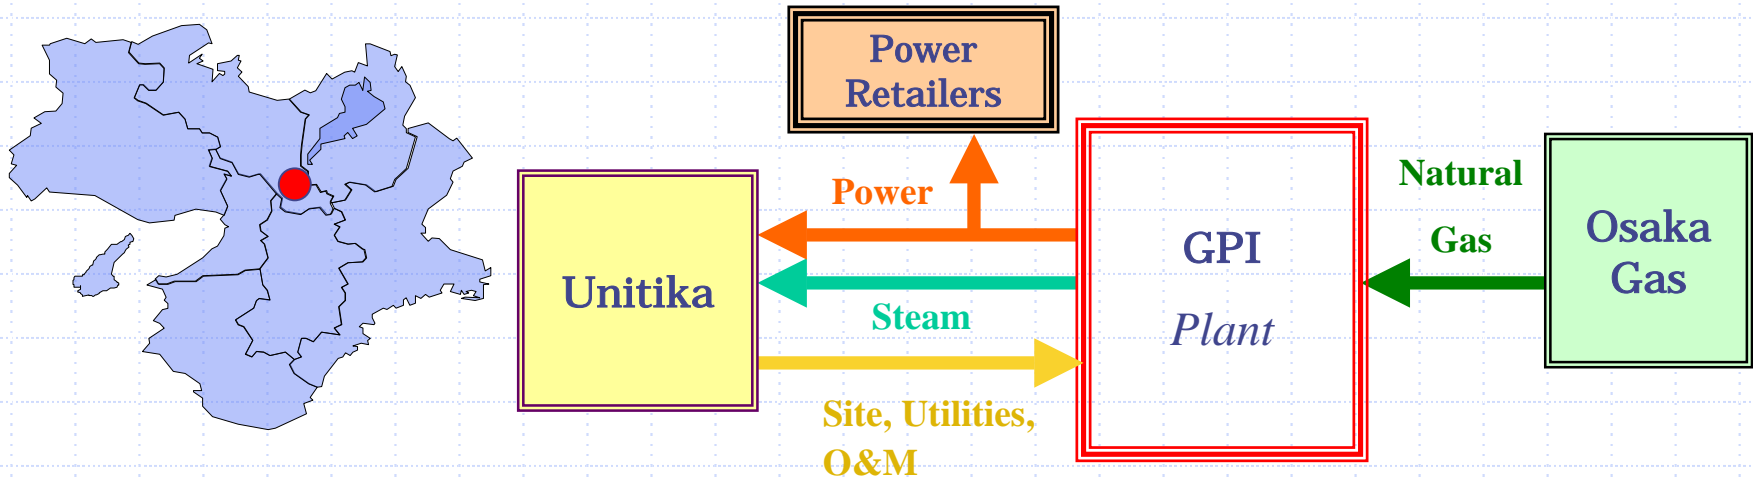 Power
Retailers
Power
Unitika
Steam
Site, Utilities,
O&M
GPI
Plant
Natural
Gas
Osaka
Gas